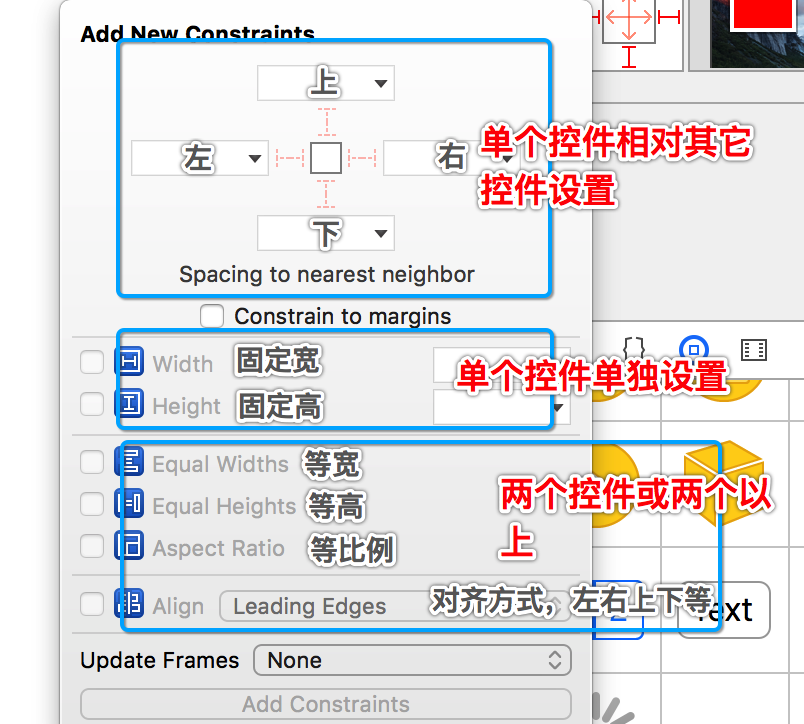 Add New Constraints
上
左
右
单个控件相对其它
控件设置
下
Spacing to nearest neighbor
Constrain to margins
Width 固定宽
单个控件单独设置
Height 固定高
{}
Equal Widths 等宽
Equal Heights 等高
两个控件或两个以
上
Aspect Ratio 等比例
Align Leading Edges 对齐方式，左右上下等
2
Text
Update Frames None
Add Constraints